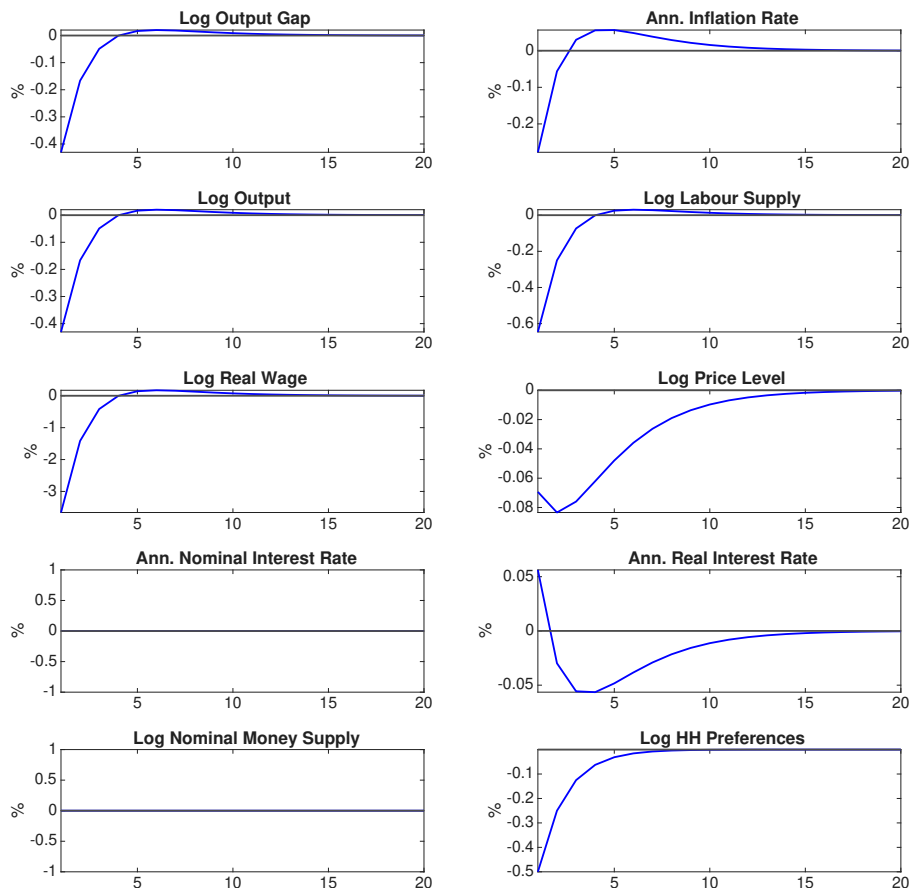 Log Output Gap
0
-0.1
-0.2
-0.3
-0.4
%
5 10 15 20
Ann. Inflation Rate
0
-0.1
-0.2
%
5 10 15 20
Log Output
0
-0.1
-0.2
-0.3
-0.4
%
5 10 15 20
Log Labour Supply
0
-0.2
-0.4
-0.6
%
5 10 15 20
Log Real Wage
0
-1
-2
-3
%
5 10 15 20
Log Price Level
0
-0.02
-0.04
-0.06
-0.08
%
5 10 15 20
Ann. Nominal Interest Rate
1
0.5
0
-0.5
-1
%
5 10 15 20
Ann. Real Interest Rate
0.05
0
-0.05
%
5 10 15 20
Log Nominal Money Supply
1
0.5
0
-0.5
-1
%
5 10 15 20
Log HH Preferences
-0.1
-0.2
-0.3
-0.4
-0.5
%
5 10 15 20